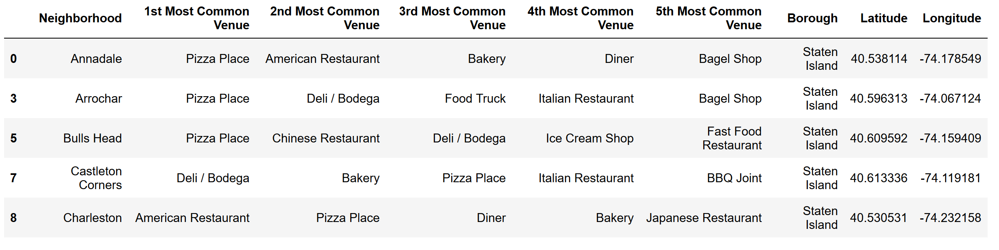 Neighborhood 1st Most Common Venue 2nd Most Common Venue 3rd Most Common Venue 4th Most Common Venue 5th Most Common Venue Borough Latitude Longitude
0 Annadale Pizza Place American Restaurant Bakery Diner Bagel Shop Staten Island 40.538114 -74.178549
3 Arrochar Pizza Place Deli / Bodega Food Truck Italian Restaurant Bagel Shop Staten Island 40.596313 -74.067124
5 Bulls Head Pizza Place Chinese Restaurant Deli / Bodega Ice Cream Shop Fast Food Restaurant Staten Island 40.609592 -74.159409
7 Castleton Corners Deli / Bodega Bakery Pizza Place Italian Restaurant BBQ Joint Staten Island 40.613336 -74.119181
8 Charleston American Restaurant Pizza Place Diner Bakery Japanese Restaurant Staten Island 40.530531 -74.232158